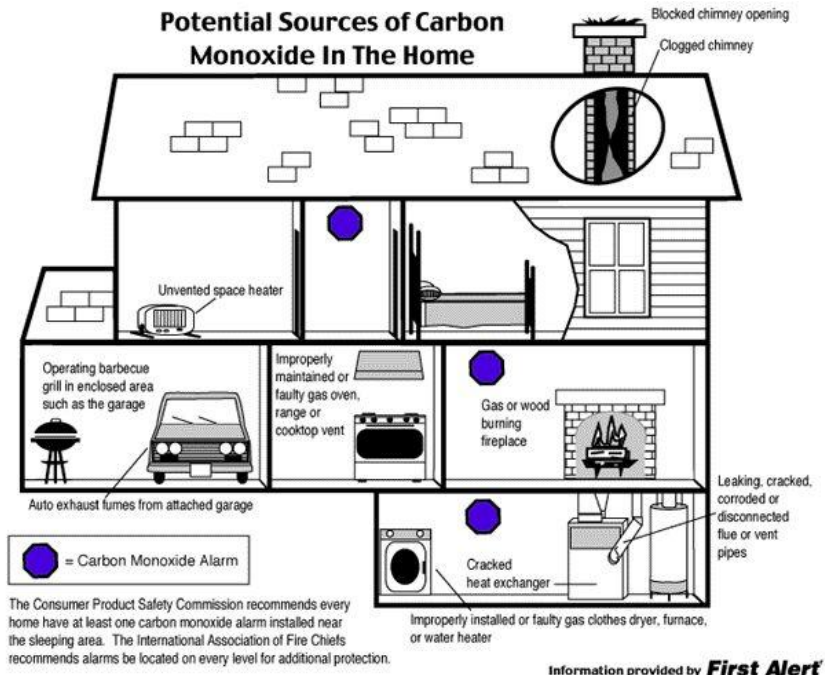 Potential Sources of Carbon
Monoxide In The Home
Blocked chimney opening
Clogged chimney
Unvented space heater
Operating barbecue
grill in enclosed area
such as the garage
Improperly
maintained or
faulty gas oven,
range or
cooktop vent
Gas or wood
burning
fireplace
Auto exhaust fumes from attached garage
Leaking, cracked,
corroded or
disconnected
flue or vent
pipes
Cracked
heat exchanger
Improperly installed or faulty gas clothes dryer, furnace,
or water heater
= Carbon Monoxide Alarm
The Consumer Product Safety Commission recommends every
home have at least one carbon monoxide alarm installed near
the sleeping area. The International Association of Fire Chiefs
recommends alarms be located on every level for additional protection.
Information provided by First Alert